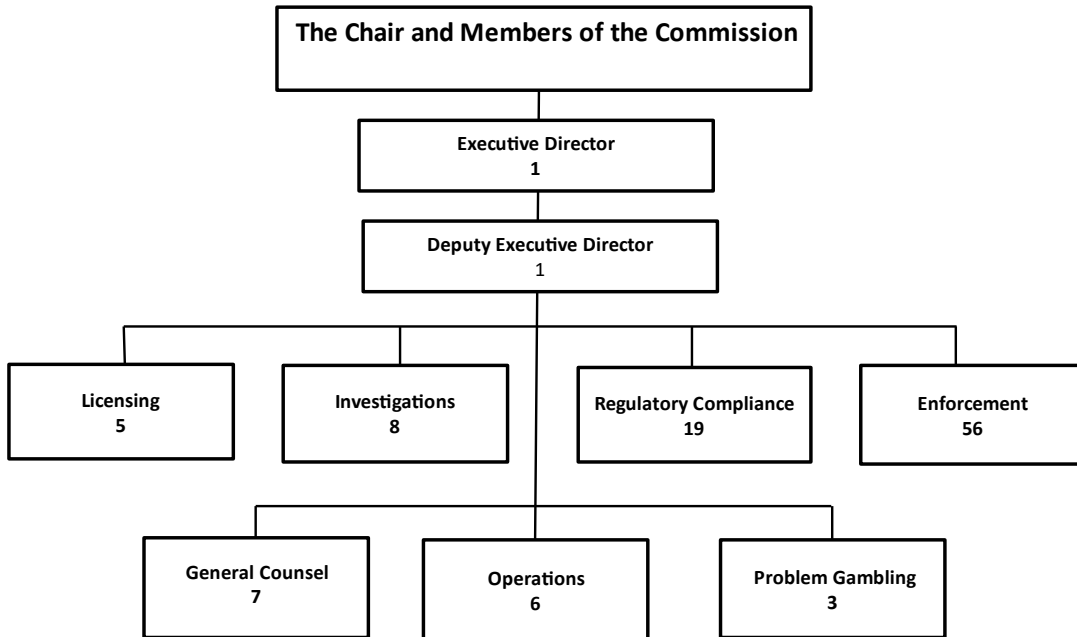 The Chair and Members of the Commission
Executive Director
1
Deputy Executive Director
1
Licensing
5
Investigations
8
Regulatory Compliance
19
Enforcement
56
General Counsel
7
Operations
6
Problem Gambling
3